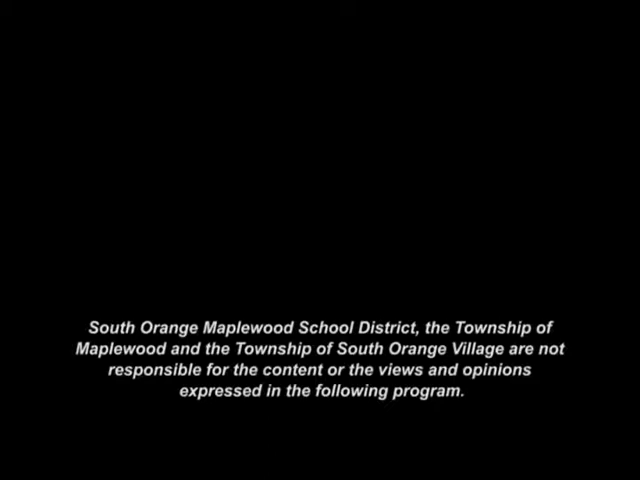 South Orange Maplewood School District, the Township of
Maplewood and the Township of South Orange Village are not
responsible for the content or the views and opinions
expressed in the following program.